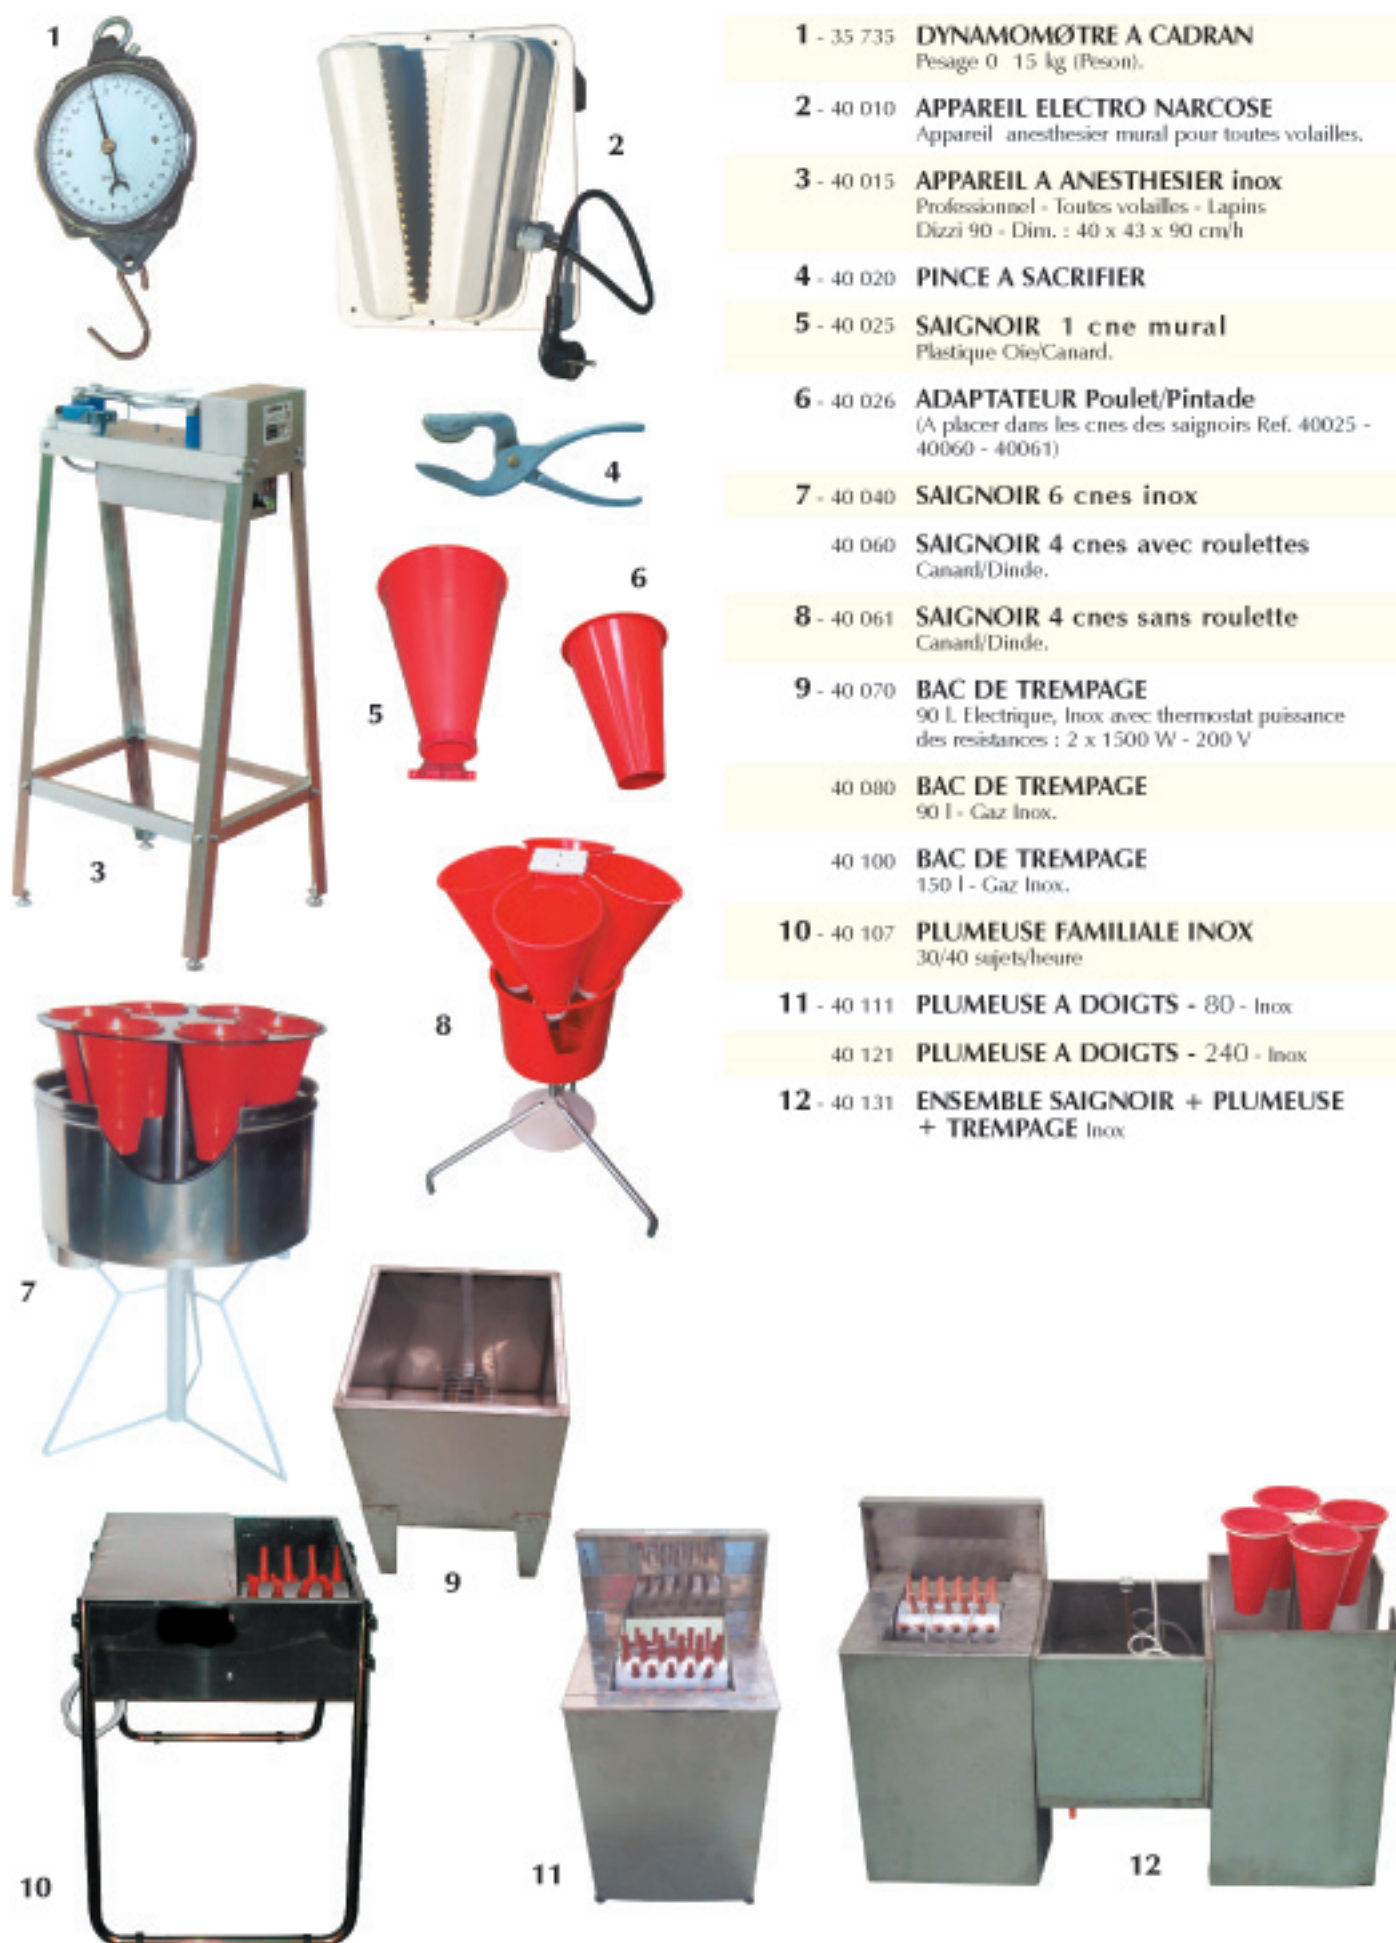 1 - 35 735 DYNAMOMØTRE A CADRAN
Pesage 0 15 kg (Peson).
2 - 40 010 APPAREIL ELECTRO NARCOSE
Appareil anesthesier mural pour toutes volailles.
3 - 40 015 APPAREIL A ANESTHESIER inox
Professionnel - Toutes volailles - Lapins
Dizzi 90 - Dim. : 40 x 43 x 90 cm/h
4 - 40 020 PINCE A SACRIFIER
5 - 40 025 SAIGNOIR 1 cne mural
Plastique Oie/Canard.
6 - 40 026 ADAPTATEUR Poulet/Pintade
(A placer dans les cnes des saignoirs Ref. 40025 -
40060 - 40061)
7 - 40 040 SAIGNOIR 6 cnes inox
40 060 SAIGNOIR 4 cnes avec roulettes
Canard/Dinde.
8 - 40 061 SAIGNOIR 4 cnes sans roulette
Canard/Dinde.
9 - 40 070 BAC DE TREMPAGE
90 l. Electrique, Inox avec thermostat puissance
des resistances : 2 x 1500 W - 200 V
40 080 BAC DE TREMPAGE
90 l - Gaz Inox.
40 100 BAC DE TREMPAGE
150 l - Gaz Inox.
10 - 40 107 PLUMEUSE FAMILIALE INOX
30/40 sujets/heure
11 - 40 111 PLUMEUSE A DOIGTS - 80 - Inox
40 121 PLUMEUSE A DOIGTS - 240 - Inox
12 - 40 131 ENSEMBLE SAIGNOIR + PLUMEUSE
+ TREMPAGE Inox
1
2
3
4
5
6
7
8
9
10
11
12